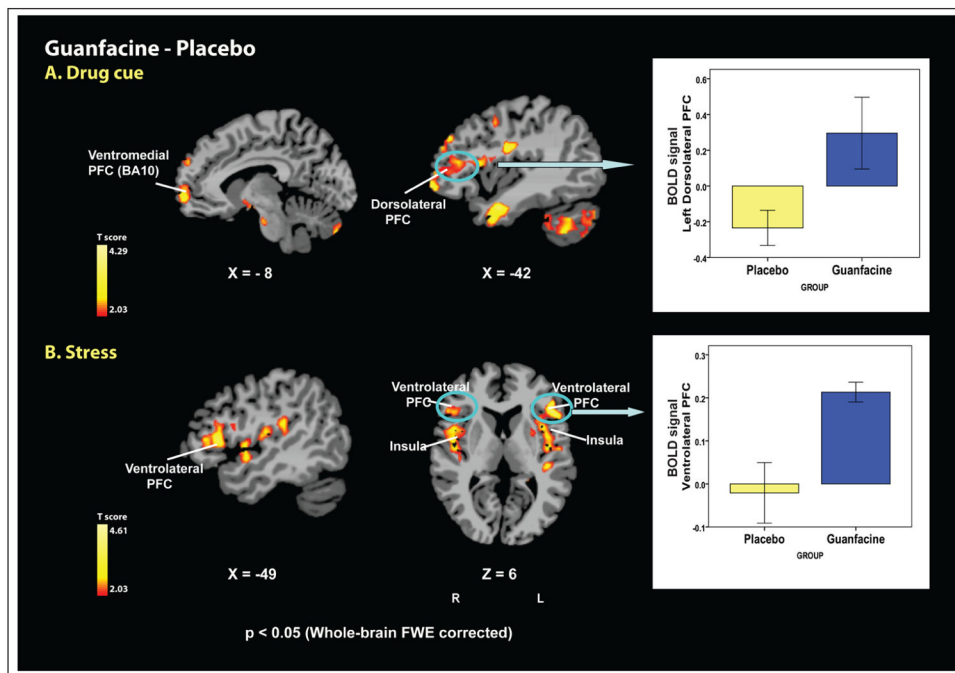 Guanfacine - Placebo
A. Drug cue
Ventromedial
PFC (BA10)
Dorsolateral
PFC
T score
4.29
2.03
X = - 8
X = -42
BOLD signal
Left Dorsolateral PFC
0.6
0.4
0.2
0.0
-0.2
-0.4
Placebo
Guanfacine
GROUP
B. Stress
Ventrolateral
PFC
Ventrolateral
PFC
Insula
Ventrolateral
PFC
Insula
T score
4.61
2.03
X = -49
Z = 6
R
L
BOLD signal
Ventrolateral PFC
0.3
0.2
0.1
0.0
-0.1
Placebo
Guanfacine
GROUP
p < 0.05 (Whole-brain FWE corrected)